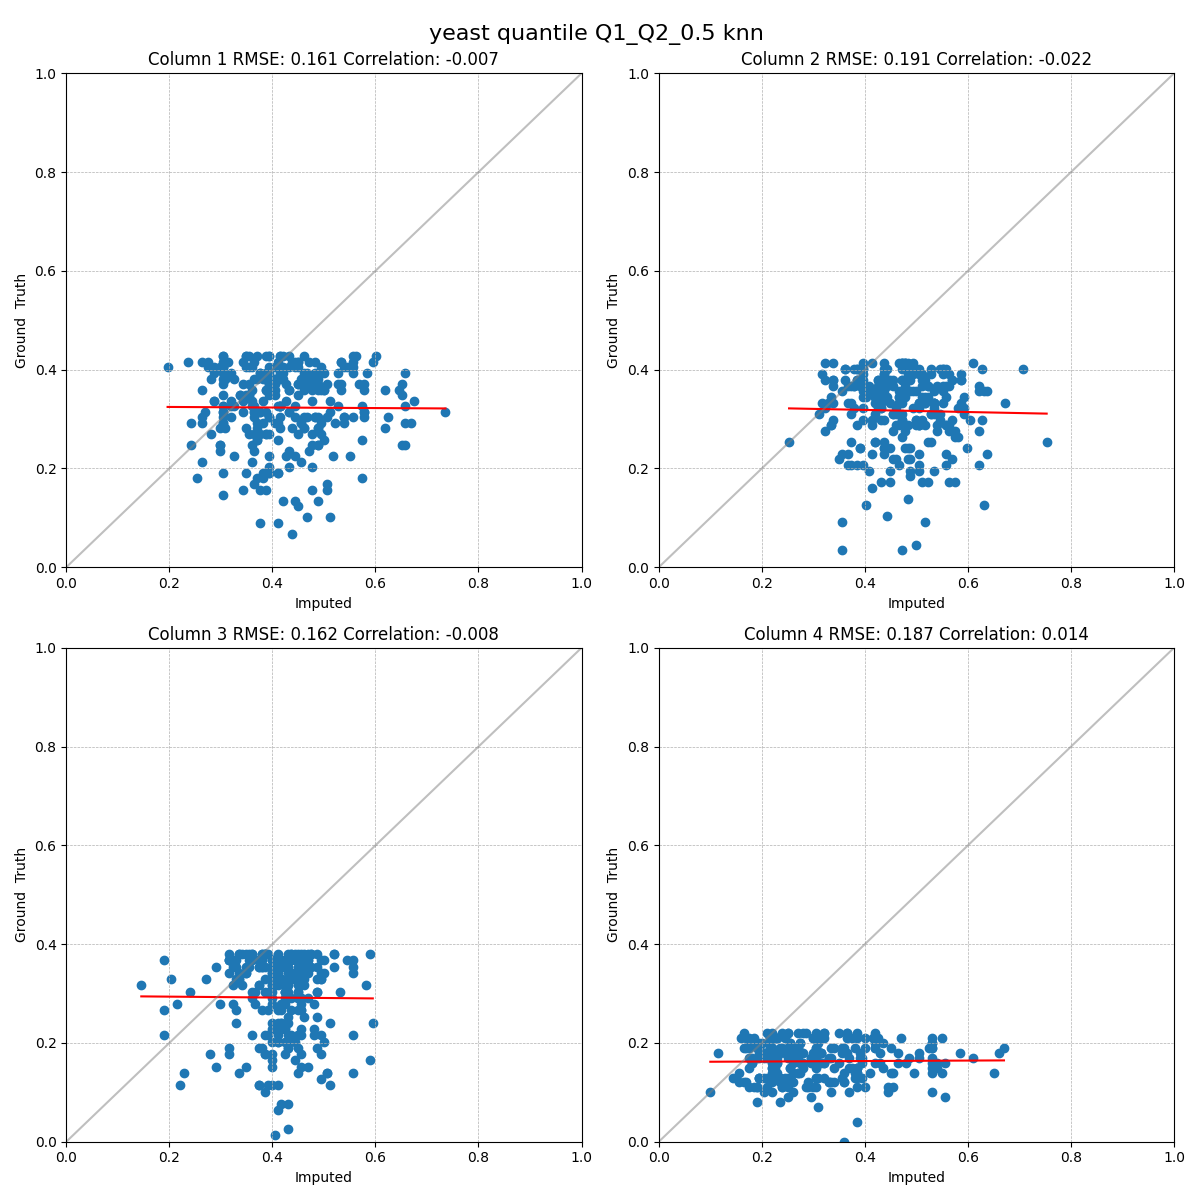 yeast quantile Q1_Q2_0.5 knn
Column 1 RMSE: 0.161 Correlation: -0.007
1.0
0.8
0.6
0.4
0.2
0.0
Ground Truth
0.0 0.2 0.4 0.6 0.8 1.0
Imputed
Column 2 RMSE: 0.191 Correlation: -0.022
1.0
0.8
0.6
0.4
0.2
0.0
Ground Truth
0.0 0.2 0.4 0.6 0.8 1.0
Imputed
Column 3 RMSE: 0.162 Correlation: -0.008
1.0
0.8
0.6
0.4
0.2
0.0
Ground Truth
0.0 0.2 0.4 0.6 0.8 1.0
Imputed
Column 4 RMSE: 0.187 Correlation: 0.014
1.0
0.8
0.6
0.4
0.2
0.0
Ground Truth
0.0 0.2 0.4 0.6 0.8 1.0
Imputed